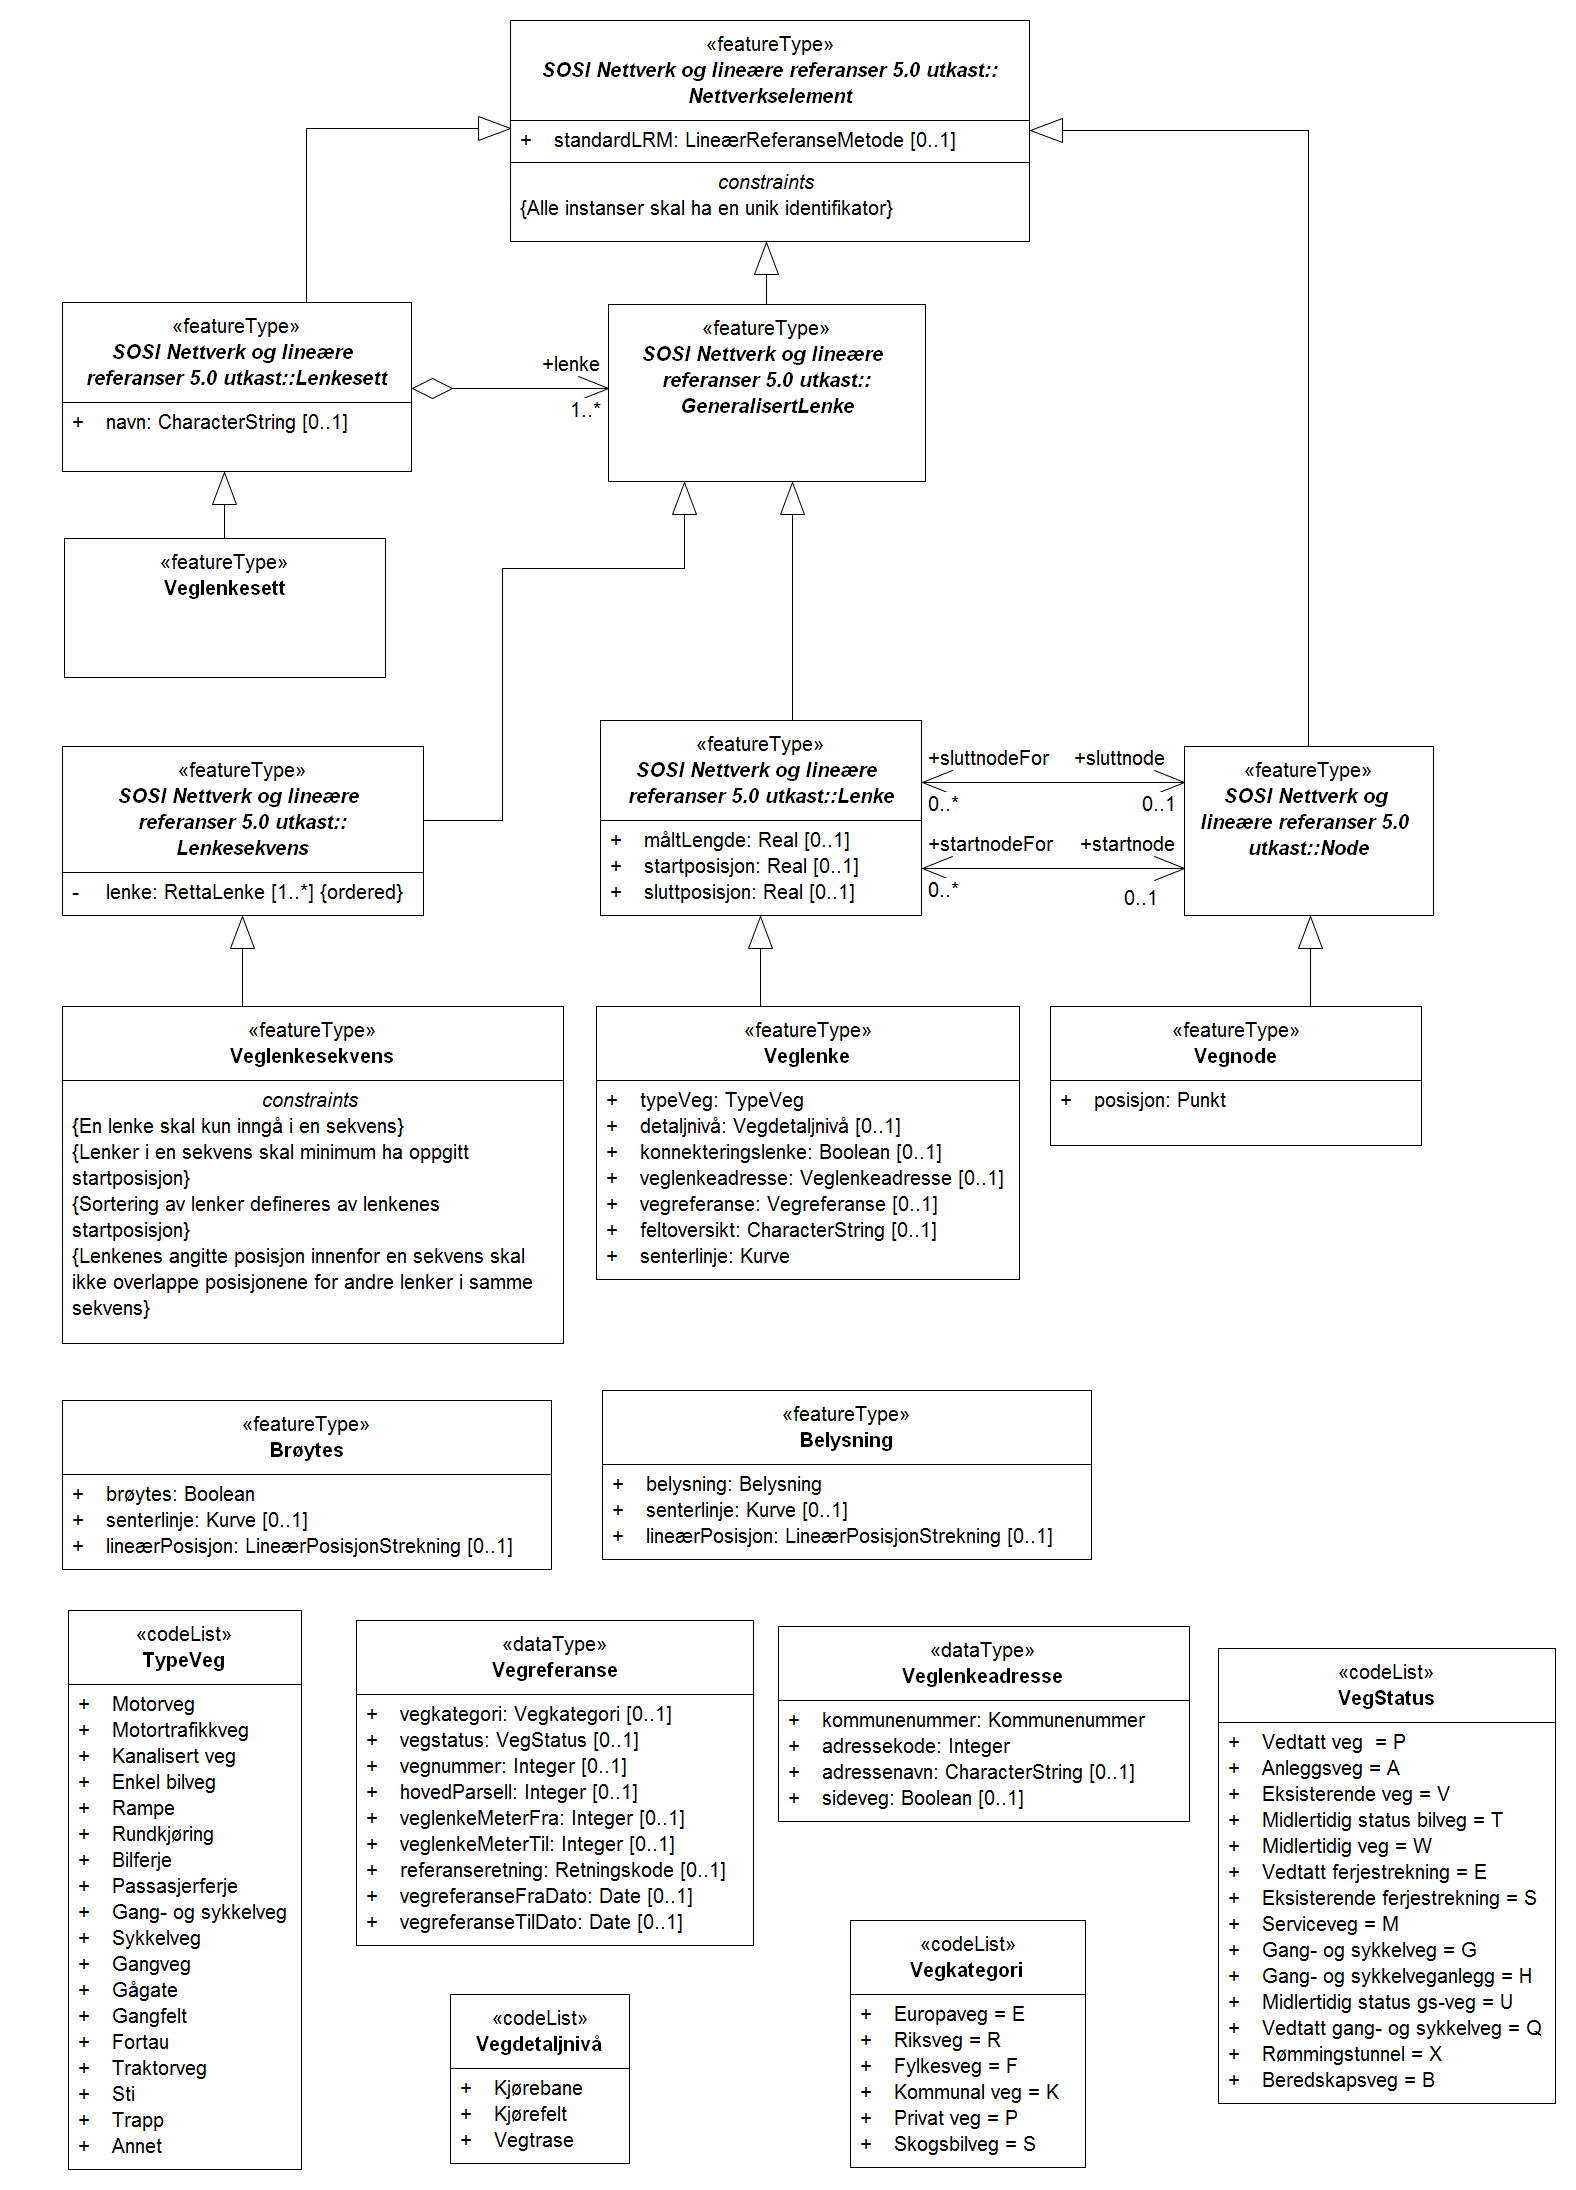 «featureType»
SOSI Nettverk og lineære referanser 5.0 utkast::
Nettverkselement
+ standardLRM: LineærReferanseMetode [0..1]
constraints
{Alle instanser skal ha en unik identifikator}
«featureType»
SOSI Nettverk og lineære
referanser 5.0 utkast::Lenkesett
+ navn: CharacterString [0..1]
+lenke
1..*
«featureType»
SOSI Nettverk og lineære
referanser 5.0 utkast::
GeneralisertLenke
«featureType»
Veglenkesett
«featureType»
SOSI Nettverk og lineære
referanser 5.0 utkast::
Lenkesekvens
- lenke: RettaLenke [1..*] {ordered}
«featureType»
SOSI Nettverk og lineære
referanser 5.0 utkast::Lenke
+ måltLengde: Real [0..1]
+ startposisjon: Real [0..1]
+ sluttposisjon: Real [0..1]
+sluttnodeFor +sluttnode
0..* 0..1
+startnodeFor +startnode
0..* 0..1
«featureType»
SOSI Nettverk og
lineære referanser 5.0
utkast::Node
«featureType»
Veglenkesekvens
constraints
{En lenke skal kun inngå i en sekvens}
{Lenker i en sekvens skal minimum ha oppgitt
startposisjon}
{Sortering av lenker defineres av lenkenes
startposisjon}
{Lenkenes angitte posisjon innenfor en sekvens skal
ikke overlappe posisjonene for andre lenker i samme
sekvens}
«featureType»
Veglenke
+ typeVeg: TypeVeg
+ detaljnivå: Vegdetaljnivå [0..1]
+ konnekteringslenke: Boolean [0..1]
+ veglenkeadresse: Veglenkeadresse [0..1]
+ vegreferanse: Vegreferanse [0..1]
+ feltoversikt: CharacterString [0..1]
+ senterlinje: Kurve
«featureType»
Vegnode
+ posisjon: Punkt
«featureType»
Brøytes
+ brøytes: Boolean
+ senterlinje: Kurve [0..1]
+ lineærPosisjon: LineærPosisjonStrekning [0..1]
«featureType»
Belysning
+ belysning: Belysning
+ senterlinje: Kurve [0..1]
+ lineærPosisjon: LineærPosisjonStrekning [0..1]
«codeList»
TypeVeg
+ Motorveg
+ Motortrafikkveg
+ Kanalisert veg
+ Enkel bilveg
+ Rampe
+ Rundkjøring
+ Bilferje
+ Passasjerferje
+ Gang- og sykkelveg
+ Sykkelveg
+ Gangveg
+ Gågate
+ Gangfelt
+ Fortau
+ Traktorveg
+ Sti
+ Trapp
+ Annet
«dataType»
Vegreferanse
+ vegkategori: Vegkategori [0..1]
+ vegstatus: VegStatus [0..1]
+ vegnummer: Integer [0..1]
+ hovedParsell: Integer [0..1]
+ veglenkeMeterFra: Integer [0..1]
+ veglenkeMeterTil: Integer [0..1]
+ referanseretning: Retningskode [0..1]
+ vegreferanseFraDato: Date [0..1]
+ vegreferanseTilDato: Date [0..1]
«codeList»
Vegdetaljnivå
+ Kjørebane
+ Kjørefelt
+ Vegtrase
«dataType»
Veglenkeadresse
+ kommunenummer: Kommunenummer
+ adressekode: Integer
+ adressenavn: CharacterString [0..1]
+ sideveg: Boolean [0..1]
«codeList»
Vegkategori
+ Europaveg = E
+ Riksveg = R
+ Fylkesveg = F
+ Kommunal veg = K
+ Privat veg = P
+ Skogsbilveg = S
«codeList»
VegStatus
+ Vedtatt veg = P
+ Anleggsveg = A
+ Eksisterende veg = V
+ Midlertidig status bilveg = T
+ Midlertidig veg = W
+ Vedtatt ferjestrekning = E
+ Eksisterende ferjestrekning = S
+ Serviceveg = M
+ Gang- og sykkelveg = G
+ Gang- og sykkelveganlegg = H
+ Midlertidig status gs-veg = U
+ Vedtatt gang- og sykkelveg = Q
+ Rømmingstunnel = X
+ Beredskapsveg = B